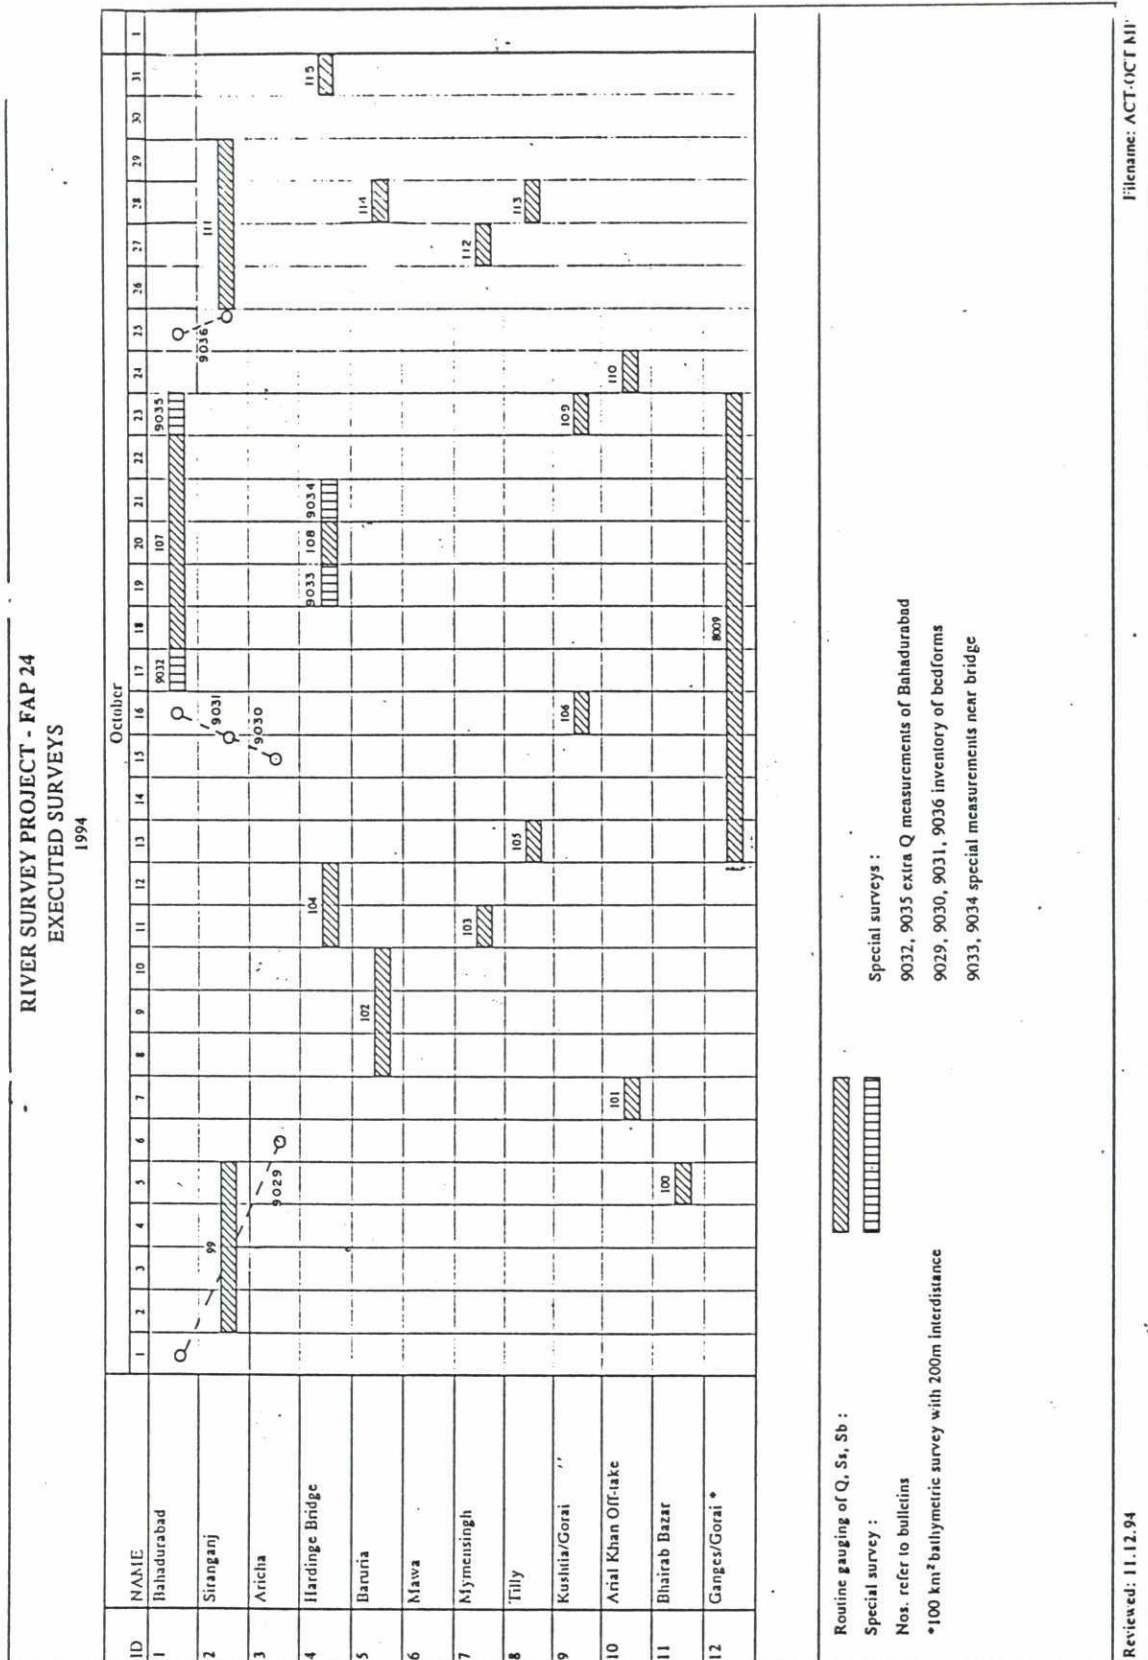 RIVER SURVEY PROJECT - FAP 24
EXECUTED SURVEYS
1994
October
ID NAME 1 2 3 4 5 6 7 8 9 10 11 12 13 14 15 16 17 18 19 20 21 22 23 24 25 26 27 28 29 30 31 1
1 Bahadurabad 9032 107 9035
2 Siranganj 99 9031 9036 111
3 Aricha 9029 9030
4 Hardinge Bridge 104 9033 108 9034 115
5 Baruria 102 114
6 Mawa
7 Mymensingh 103 112
8 Tilly 105 113
9 Kushtia/Gorai 106 109
10 Arial Khan Off-take 101 110
11 Bhairab Bazar 100
12 Ganges/Gorai * 8009
Routine gauging of Q, Ss, Sb :
Special survey :
Nos. refer to bulletins
*100 km² bathymetric survey with 200m interdistance
Special surveys :
9032, 9035 extra Q measurements of Bahadurabad
9029, 9030, 9031, 9036 inventory of bedforms
9033, 9034 special measurements near bridge
Reviewed: 11.12.94
Filename: ACT-OCT